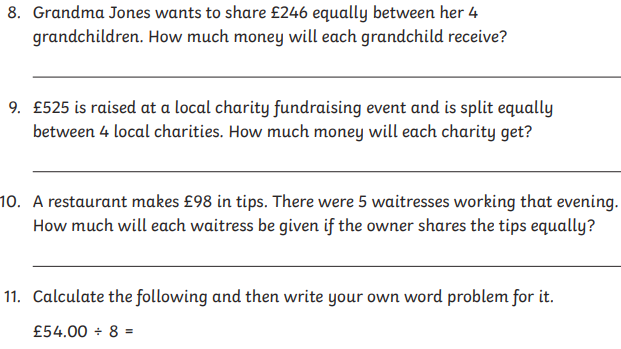 8. Grandma Jones wants to share £246 equally between her 4
grandchildren. How much money will each grandchild receive?
9. £525 is raised at a local charity fundraising event and is split equally
between 4 local charities. How much money will each charity get?
10. A restaurant makes £98 in tips. There were 5 waitresses working that evening.
How much will each waitress be given if the owner shares the tips equally?
11. Calculate the following and then write your own word problem for it.
£54.00 ÷ 8 =